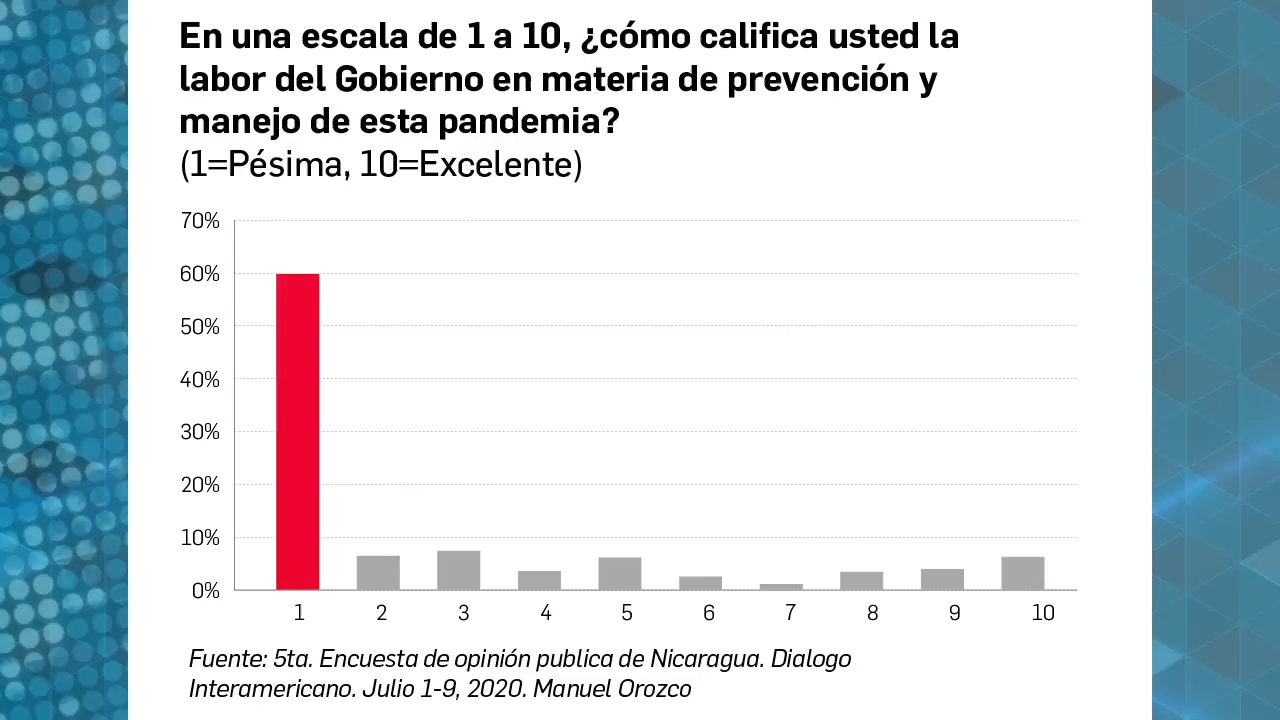 En una escala de 1 a 10, ¿cómo califica usted la
labor del Gobierno en materia de prevención y
manejo de esta pandemia?
(1=Pésima, 10=Excelente)
70%
60%
50%
40%
30%
20%
10%
0%
1 2 3 4 5 6 7 8 9 10
Fuente: 5ta. Encuesta de opinión publica de Nicaragua. Dialogo
Interamericano. Julio 1-9, 2020. Manuel Orozco